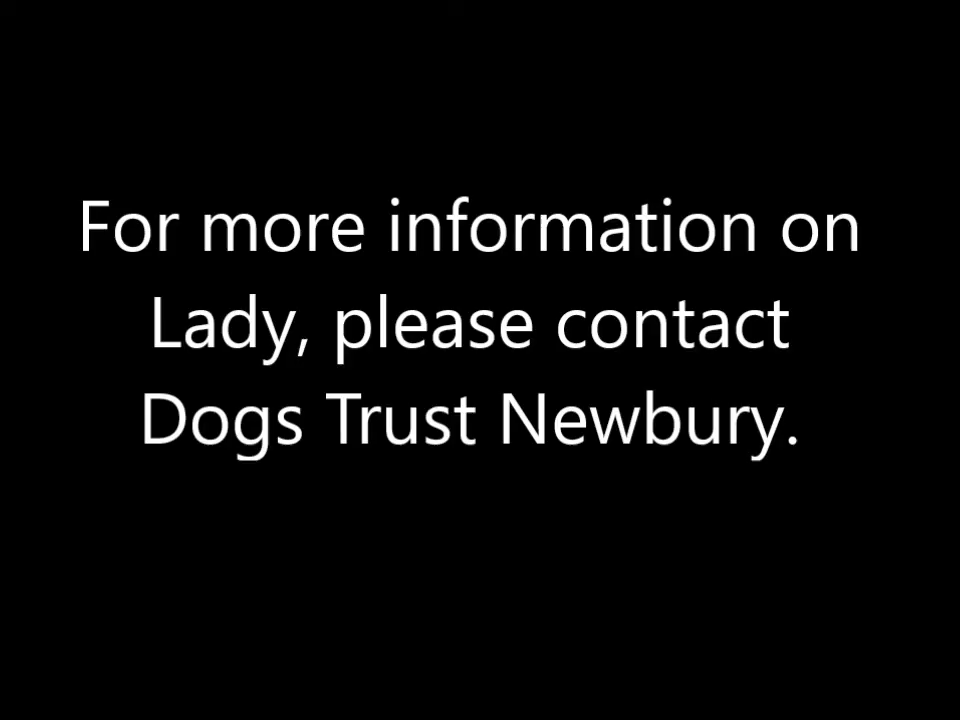 For more information on
Lady, please contact
Dogs Trust Newbury.